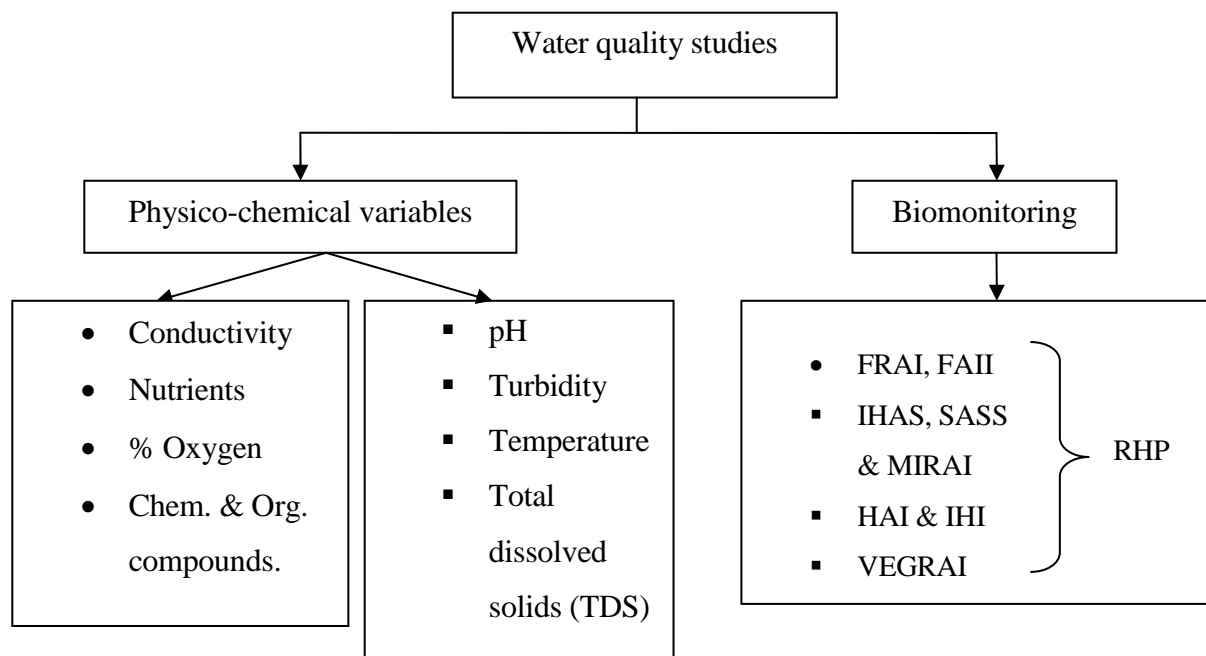 Water quality studies
Physico-chemical variables
Biomonitoring
• Conductivity
• Nutrients
• % Oxygen
• Chem. & Org.
compounds.
▪ pH
▪ Turbidity
▪ Temperature
▪ Total
dissolved
solids (TDS)
• FRAI, FAII
▪ IHAS, SASS
& MIRAI
▪ HAI & IHI
▪ VEGRAI
RHP